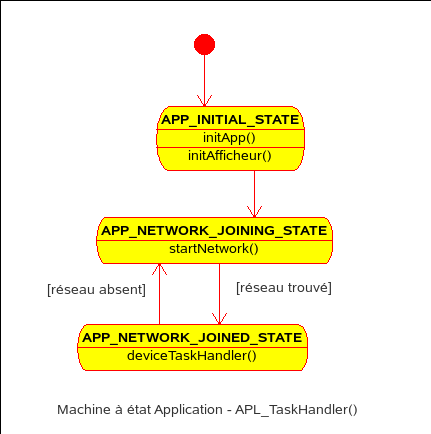 APP_INITIAL_STATE
initApp()
initAfficheur()
APP_NETWORK_JOINING_STATE
startNetwork()
[réseau absent]
[réseau trouvé]
APP_NETWORK_JOINED_STATE
deviceTaskHandler()
Machine à état Application - APL_TaskHandler()